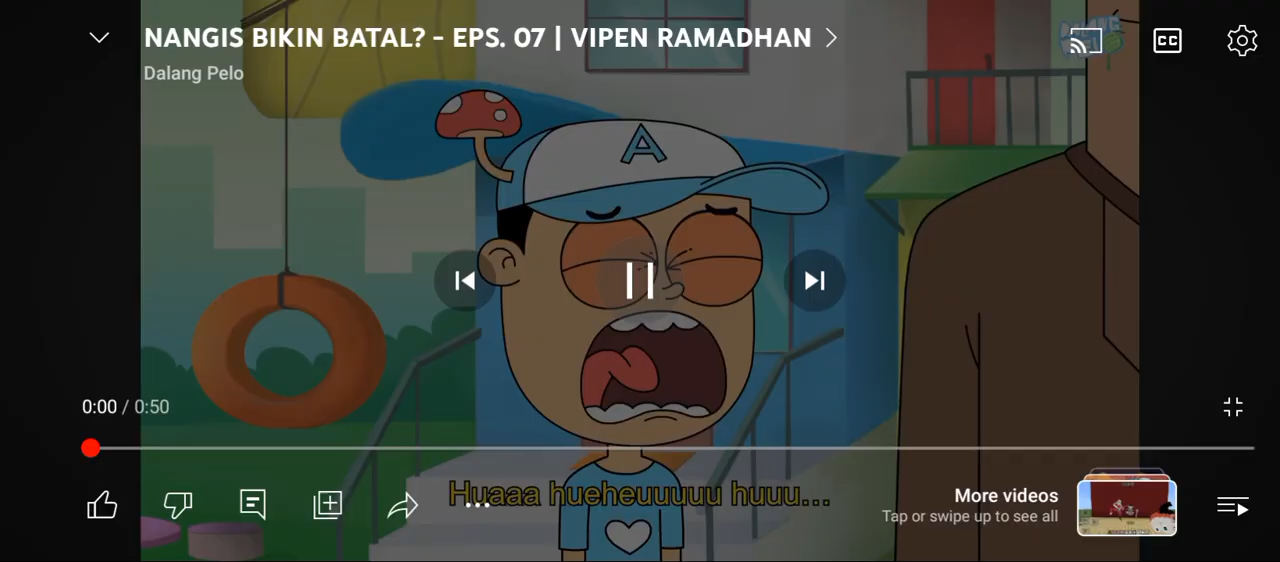 NANGIS BIKIN BATAL? - EPS. 07 | VIPEN RAMADHAN
Dalang Pelo
CC
A
0:00 / 0:50
Huaaa hueheuuuuu huuu...
More videos
Tap or swipe up to see all